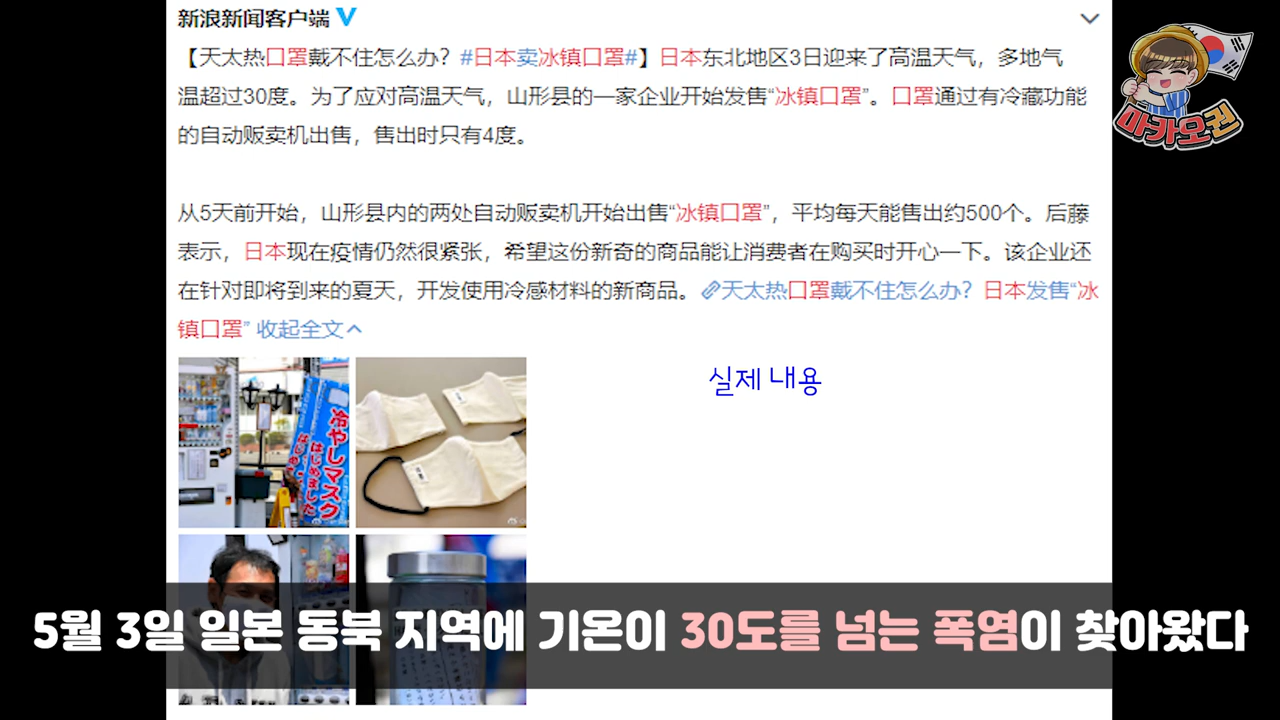 新浪新闻客户端
【天太热口罩戴不住怎么办？#日本卖冰镇口罩#】日本东北地区3日迎来了高温天气，多地气
温超过30度。为了应对高温天气，山形县的一家企业开始发售“冰镇口罩”。口罩通过有冷藏功能
的自动贩卖机出售，售出时只有4度。
从5天前开始，山形县内的两处自动贩卖机开始出售“冰镇口罩”，平均每天能售出约500个。后藤
表示，日本现在疫情仍然很紧张，希望这份新奇的商品能让消费者在购买时开心一下。该企业还
在针对即将到来的夏天，开发使用冷感材料的新商品。天太热口罩戴不住怎么办？日本发售“冰
镇口罩” 收起全文
마카오권
실제 내용
冷やしマスク
はじめました
5월 3일 일본 동북 지역에 기온이 30도를 넘는 폭염이 찾아왔다